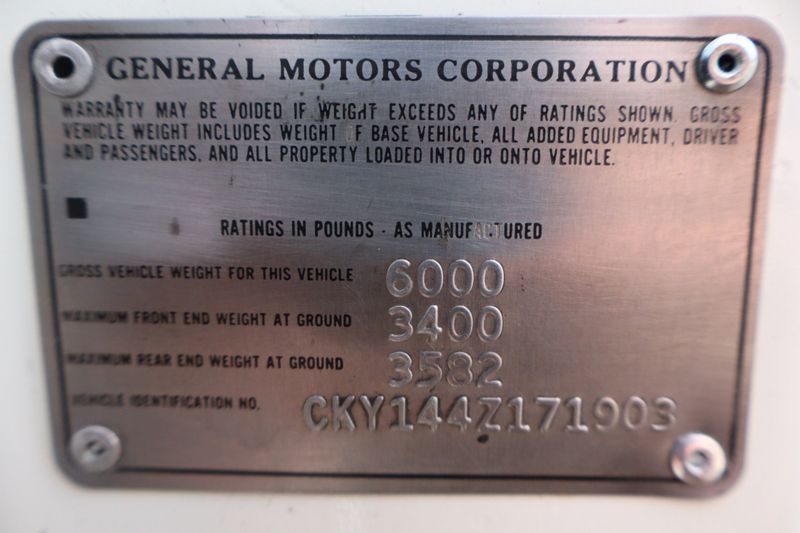 GENERAL MOTORS CORPORATION
WARRANTY MAY BE VOIDED IF WEIGHT EXCEEDS ANY OF RATINGS SHOWN. GROSS
VEHICLE WEIGHT INCLUDES WEIGHT F BASE VEHICLE, ALL ADDED EQUIPMENT, DRIVER
AND PASSENGERS, AND ALL PROPERTY LOADED INTO OR ONTO VEHICLE.
RATINGS IN POUNDS - AS MANUFACTURED
GROSS VEHICLE WEIGHT FOR THIS VEHICLE 6000
MAXIMUM FRONT END WEIGHT AT GROUND 3400
MAXIMUM REAR END WEIGHT AT GROUND 3582
VEHICLE IDENTIFICATION NO. CKY144Z171903